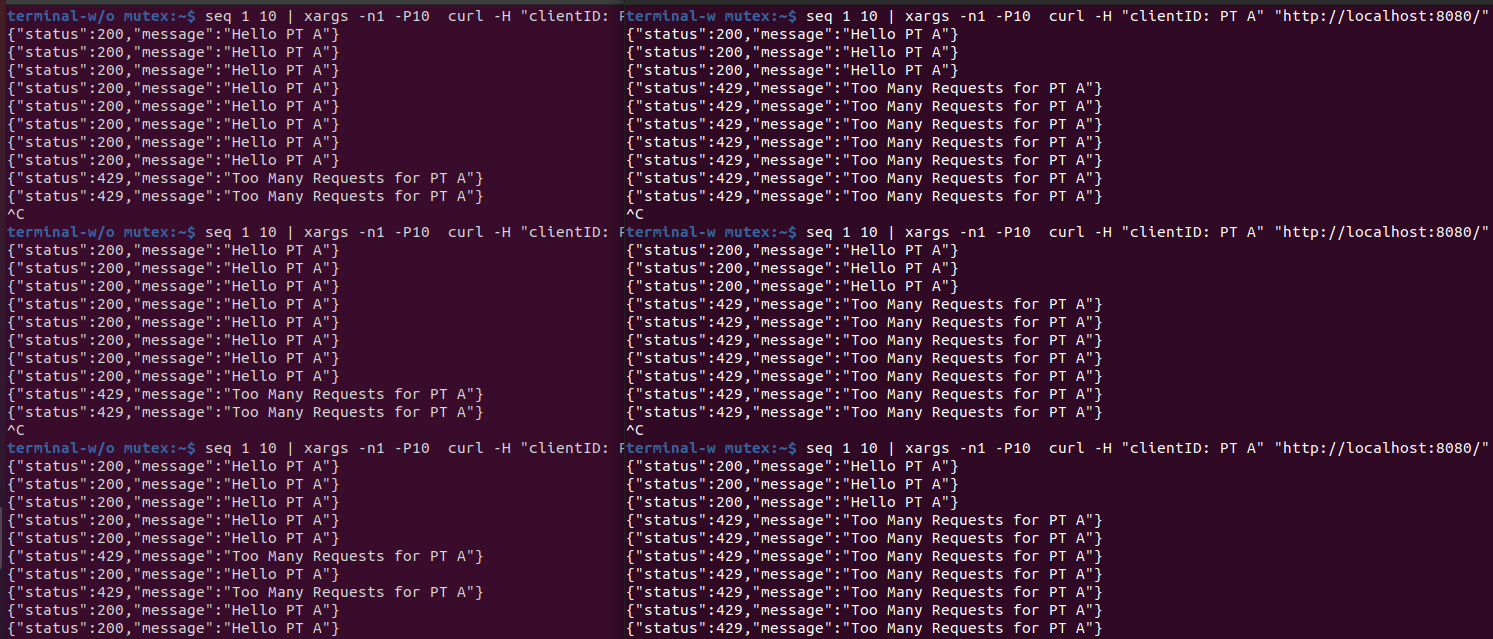 terminal-w/o mutex:~$ seq 1 10 | xargs -n1 -P10  curl -H "clientID:
{"status":200,"message":"Hello PT A"}
{"status":200,"message":"Hello PT A"}
{"status":200,"message":"Hello PT A"}
{"status":200,"message":"Hello PT A"}
{"status":200,"message":"Hello PT A"}
{"status":200,"message":"Hello PT A"}
{"status":200,"message":"Hello PT A"}
{"status":200,"message":"Hello PT A"}
{"status":429,"message":"Too Many Requests for PT A"}
{"status":429,"message":"Too Many Requests for PT A"}
^C
terminal-w/o mutex:~$ seq 1 10 | xargs -n1 -P10  curl -H "clientID:
{"status":200,"message":"Hello PT A"}
{"status":200,"message":"Hello PT A"}
{"status":200,"message":"Hello PT A"}
{"status":200,"message":"Hello PT A"}
{"status":200,"message":"Hello PT A"}
{"status":200,"message":"Hello PT A"}
{"status":200,"message":"Hello PT A"}
{"status":200,"message":"Hello PT A"}
{"status":429,"message":"Too Many Requests for PT A"}
{"status":429,"message":"Too Many Requests for PT A"}
^C
terminal-w/o mutex:~$ seq 1 10 | xargs -n1 -P10  curl -H "clientID:
{"status":200,"message":"Hello PT A"}
{"status":200,"message":"Hello PT A"}
{"status":200,"message":"Hello PT A"}
{"status":200,"message":"Hello PT A"}
{"status":200,"message":"Hello PT A"}
{"status":429,"message":"Too Many Requests for PT A"}
{"status":200,"message":"Hello PT A"}
{"status":429,"message":"Too Many Requests for PT A"}
{"status":200,"message":"Hello PT A"}
{"status":200,"message":"Hello PT A"}
terminal-w mutex:~$ seq 1 10 | xargs -n1 -P10  curl -H "clientID: PT A" "http://localhost:8080/"
{"status":200,"message":"Hello PT A"}
{"status":200,"message":"Hello PT A"}
{"status":200,"message":"Hello PT A"}
{"status":429,"message":"Too Many Requests for PT A"}
{"status":429,"message":"Too Many Requests for PT A"}
{"status":429,"message":"Too Many Requests for PT A"}
{"status":429,"message":"Too Many Requests for PT A"}
{"status":429,"message":"Too Many Requests for PT A"}
{"status":429,"message":"Too Many Requests for PT A"}
{"status":429,"message":"Too Many Requests for PT A"}
^C
terminal-w mutex:~$ seq 1 10 | xargs -n1 -P10  curl -H "clientID: PT A" "http://localhost:8080/"
{"status":200,"message":"Hello PT A"}
{"status":200,"message":"Hello PT A"}
{"status":200,"message":"Hello PT A"}
{"status":429,"message":"Too Many Requests for PT A"}
{"status":429,"message":"Too Many Requests for PT A"}
{"status":429,"message":"Too Many Requests for PT A"}
{"status":429,"message":"Too Many Requests for PT A"}
{"status":429,"message":"Too Many Requests for PT A"}
{"status":429,"message":"Too Many Requests for PT A"}
{"status":429,"message":"Too Many Requests for PT A"}
^C
terminal-w mutex:~$ seq 1 10 | xargs -n1 -P10  curl -H "clientID: PT A" "http://localhost:8080/"
{"status":200,"message":"Hello PT A"}
{"status":200,"message":"Hello PT A"}
{"status":200,"message":"Hello PT A"}
{"status":429,"message":"Too Many Requests for PT A"}
{"status":429,"message":"Too Many Requests for PT A"}
{"status":429,"message":"Too Many Requests for PT A"}
{"status":429,"message":"Too Many Requests for PT A"}
{"status":429,"message":"Too Many Requests for PT A"}
{"status":429,"message":"Too Many Requests for PT A"}
{"status":429,"message":"Too Many Requests for PT A"}